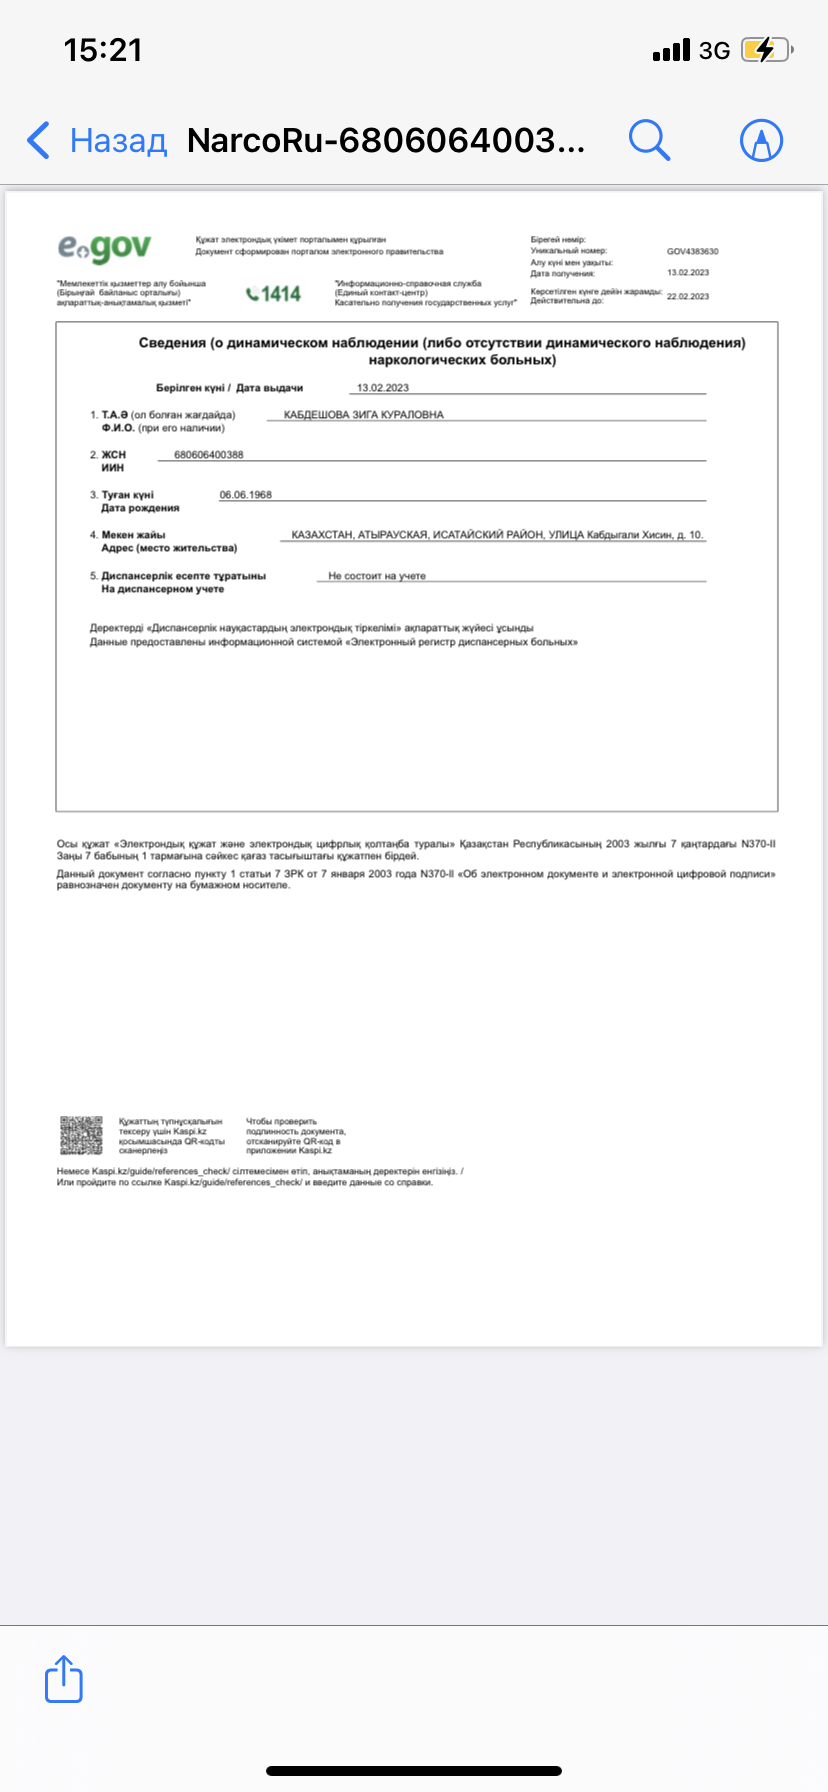 15:21
3G
Назад
NarcoRu-6806064003...
e.gov
Құжат электрондық үкімет порталымен құрылған
Документ сформирован порталом электронного правительства
Бірегей нөмір:
Уникальный номер: GOV4383630
Алу күні мен уақыты:
Дата получения: 13.02.2023
"Мемлекеттік қызметтер алу бойынша
(Бірыңғай байланыс орталығы)
ақпараттық-анықтамалық қызметі"
1414
"Информационно-справочная служба
(Единый контакт-центр)
Касательно получения государственных услуг"
Көрсетілген күнге дейін жарамды:
Действительна до: 22.02.2023
Сведения (о динамическом наблюдении (либо отсутствии динамического наблюдения)
наркологических больных)
Берілген күні / Дата выдачи 13.02.2023
1. Т.А.Ә (ол болған жағдайда) КАБДЕШОВА ЗИГА КУРАЛОВНА
Ф.И.О. (при его наличии)
2. ЖСН 680606400388
ИИН
3. Туған күні 06.06.1968
Дата рождения
4. Мекен жайы КАЗАХСТАН, АТЫРАУСКАЯ, ИСАТАЙСКИЙ РАЙОН, УЛИЦА Кабдыгали Хисин, д. 10.
Адрес (место жительства)
5. Диспансерлік есепте тұратыны Не состоит на учете
На диспансерном учете
Деректерді «Диспансерлік науқастардың электрондық тіркелімі» ақпараттық жүйесі ұсынды
Данные предоставлены информационной системой «Электронный регистр диспансерных больных»
Осы құжат «Электрондық құжат және электрондық цифрлық қолтаңба туралы» Қазақстан Республикасының 2003 жылғы 7 қаңтардағы N370-II
Заңы 7 бабының 1 тармағына сәйкес қағаз тасығыштағы құжатпен бірдей.
Данный документ согласно пункту 1 статьи 7 ЗРК от 7 января 2003 года N370-II «Об электронном документе и электронной цифровой подписи»
равнозначен документу на бумажном носителе.
Құжаттың түпнұсқалығын
тексеру үшін Kaspi.kz
қосымшасында QR-кодты
сканерлеңіз
Чтобы проверить
подлинность документа,
отсканируйте QR-код в
приложении Kaspi.kz
Немесе Kaspi.kz/guide/references_check/ сілтемесімен өтіп, анықтаманың деректерін енгізіңіз. /
Или пройдите по ссылке Kaspi.kz/guide/references_check/ и введите данные со справки.